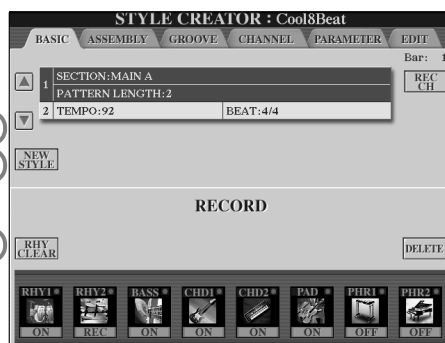 STYLE CREATOR : Cool8Beat
BASIC ASSEMBLY GROOVE CHANNEL PARAMETER EDIT
Bar: 1
1 SECTION:MAIN A
PATTERN LENGTH:2
REC CH
2 TEMPO:92 BEAT:4/4
NEW STYLE
RECORD
RHY CLEAR
DELETE
RHY1 RHY2 BASS CHD1 CHD2 PAD PHR1 PHR2
ON REC ON ON ON ON OFF OFF